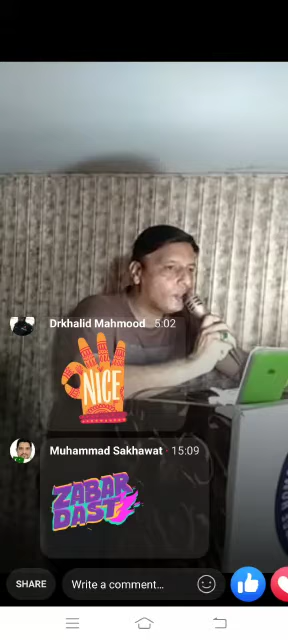 Drkhalid Mahmood 5:02
NICE
Muhammad Sakhawat · 15:09
ZABAR
DAST
SHARE
Write a comment...